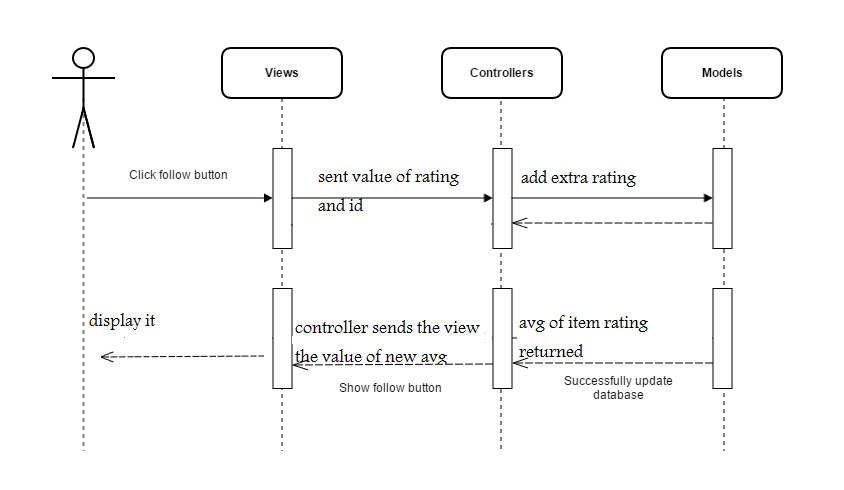 Views
Controllers
Models
Click follow button
sent value of rating
and id
add extra rating
display it
controller sends the view
the value of new avg
avg of item rating
returned
Show follow button
Successfully update
database